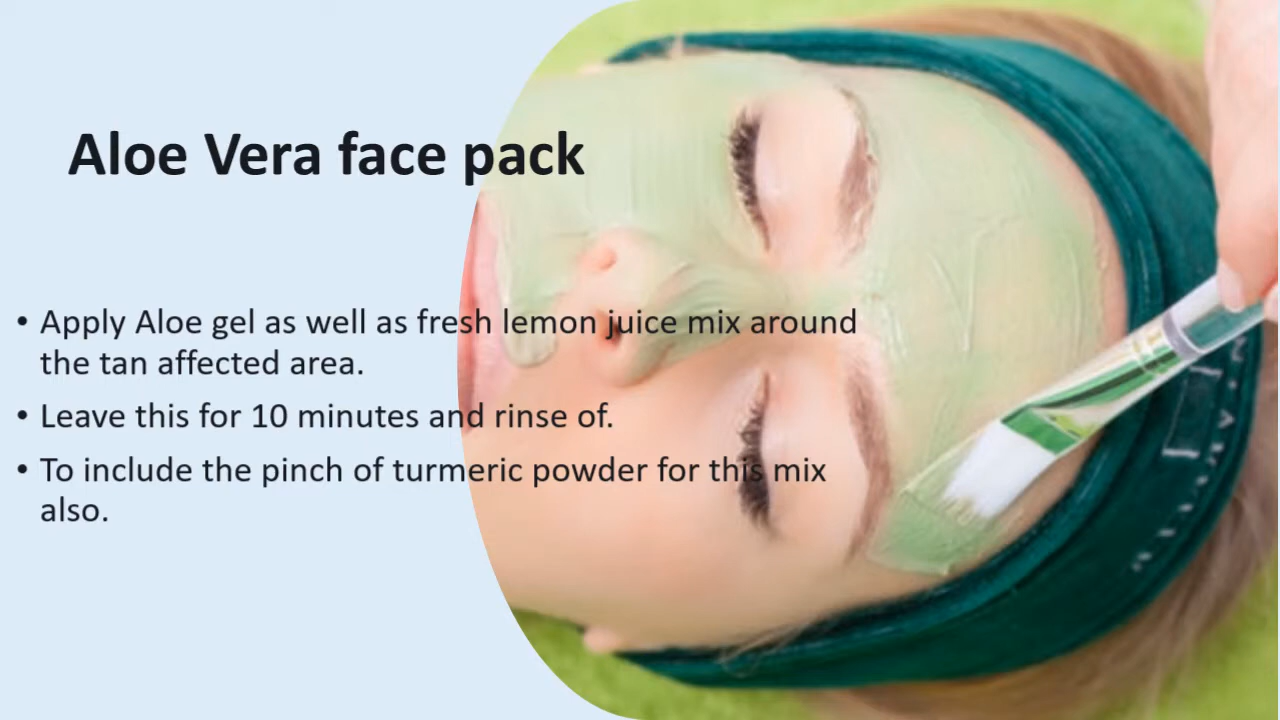 Aloe Vera face pack
• Apply Aloe gel as well as fresh lemon juice mix around
the tan affected area.
• Leave this for 10 minutes and rinse of.
• To include the pinch of turmeric powder for this mix
also.